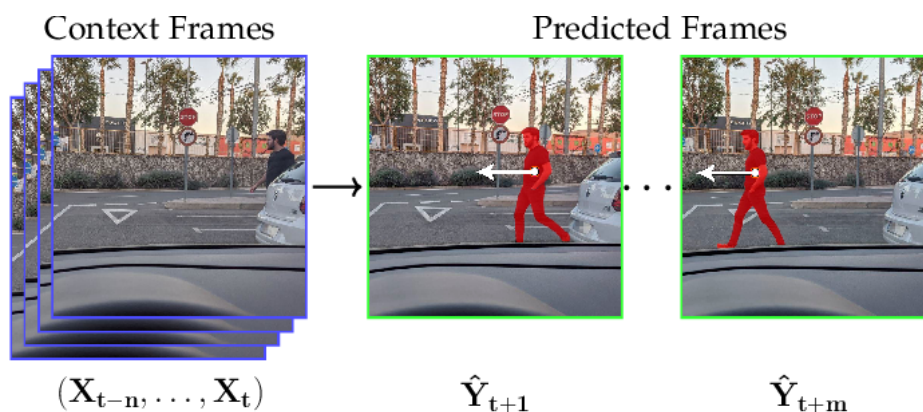 Context Frames
Predicted Frames
STOP
STOP
STOP
. . .
(X_{t−n}, . . . , X_t)
Ŷ_{t+1}
Ŷ_{t+m}